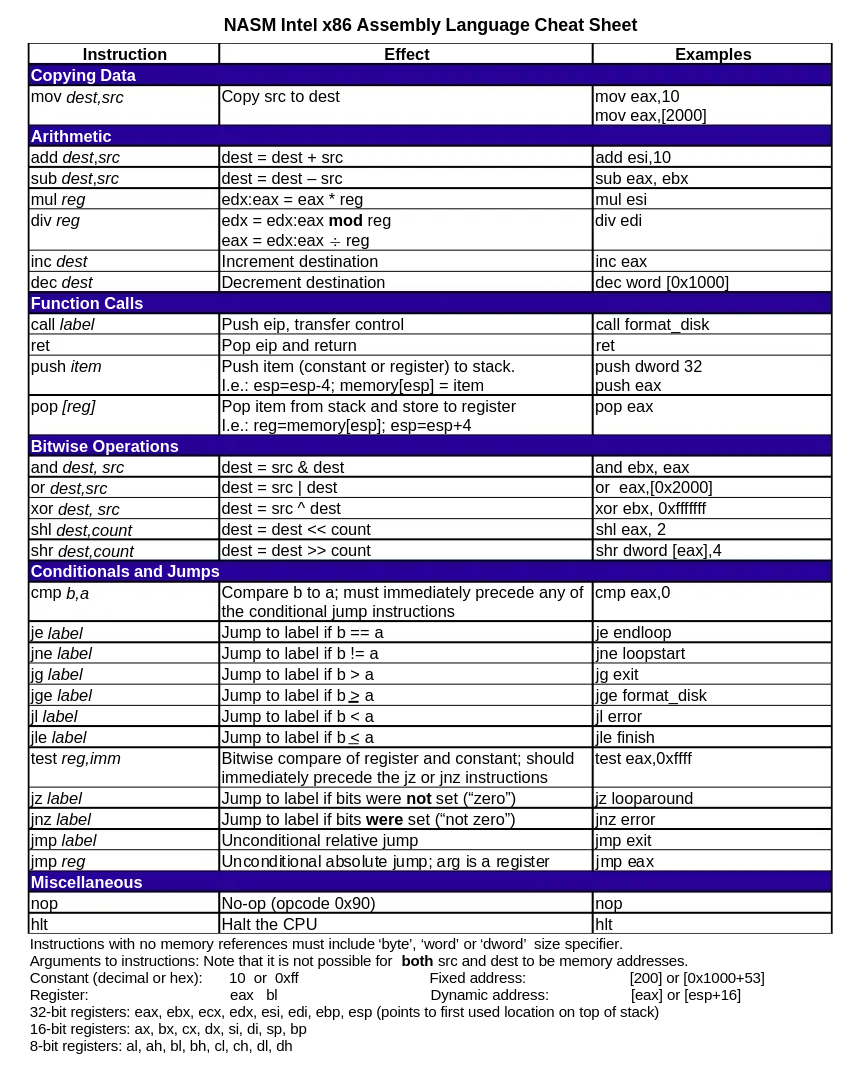 NASM Intel x86 Assembly Language Cheat Sheet
Instruction Effect Examples
Copying Data
mov dest,src Copy src to dest mov eax,10
mov eax,[2000]
Arithmetic
add dest,src dest = dest + src add esi,10
sub dest,src dest = dest – src sub eax, ebx
mul reg edx:eax = eax * reg mul esi
div reg edx = edx:eax mod reg div edi
eax = edx:eax ÷ reg
inc dest Increment destination inc eax
dec dest Decrement destination dec word [0x1000]
Function Calls
call label Push eip, transfer control call format_disk
ret Pop eip and return ret
push item Push item (constant or register) to stack. push dword 32
I.e.: esp=esp-4; memory[esp] = item push eax
pop [reg] Pop item from stack and store to register pop eax
I.e.: reg=memory[esp]; esp=esp+4
Bitwise Operations
and dest, src dest = src & dest and ebx, eax
or dest,src dest = src | dest or eax,[0x2000]
xor dest, src dest = src ^ dest xor ebx, 0xfffffff
shl dest,count dest = dest << count shl eax, 2
shr dest,count dest = dest >> count shr dword [eax],4
Conditionals and Jumps
cmp b,a Compare b to a; must immediately precede any of cmp eax,0
the conditional jump instructions
je label Jump to label if b == a je endloop
jne label Jump to label if b != a jne loopstart
jg label Jump to label if b > a jg exit
jge label Jump to label if b ≥ a jge format_disk
jl label Jump to label if b < a jl error
jle label Jump to label if b ≤ a jle finish
test reg,imm Bitwise compare of register and constant; should test eax,0xffff
immediately precede the jz or jnz instructions
jz label Jump to label if bits were not set (“zero”) jz looparound
jnz label Jump to label if bits were set (“not zero”) jnz error
jmp label Unconditional relative jump jmp exit
jmp reg Unconditional absolute jump; arg is a register jmp eax
Miscellaneous
nop No-op (opcode 0x90) nop
hlt Halt the CPU hlt
Instructions with no memory references must include ‘byte’, ‘word’ or ‘dword’ size specifier.
Arguments to instructions: Note that it is not possible for both src and dest to be memory addresses.
Constant (decimal or hex): 10 or 0xff Fixed address: [200] or [0x1000+53]
Register: eax bl Dynamic address: [eax] or [esp+16]
32-bit registers: eax, ebx, ecx, edx, esi, edi, ebp, esp (points to first used location on top of stack)
16-bit registers: ax, bx, cx, dx, si, di, sp, bp
8-bit registers: al, ah, bl, bh, cl, ch, dl, dh